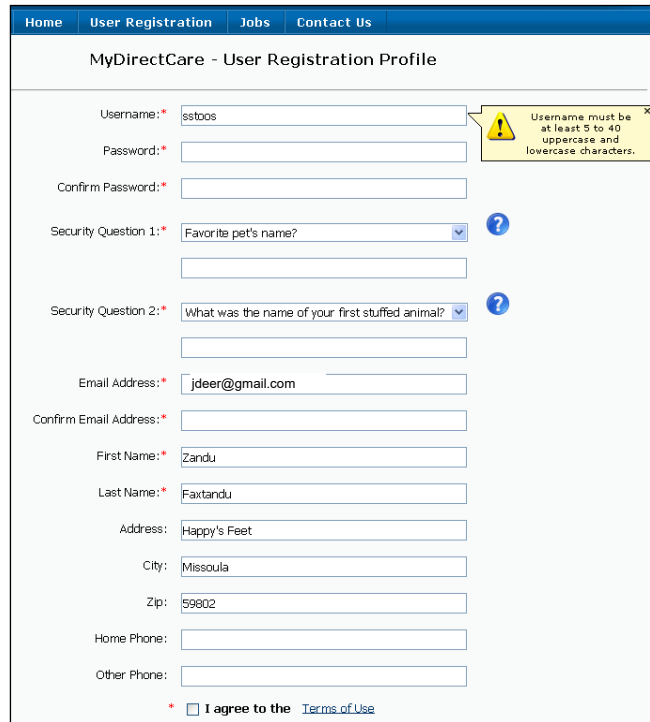 Home User Registration Jobs Contact Us
MyDirectCare - User Registration Profile
Username:* sstoos
Username must be
at least 5 to 40
uppercase and
lowercase characters.
x
Password:*
Confirm Password:*
Security Question 1:* Favorite pet's name? ?
Security Question 2:* What was the name of your first stuffed animal? ?
Email Address:* jdeer@gmail.com
Confirm Email Address:*
First Name:* Zandu
Last Name:* Faxtandu
Address: Happy's Feet
City: Missoula
Zip: 59802
Home Phone:
Other Phone:
* I agree to the Terms of Use